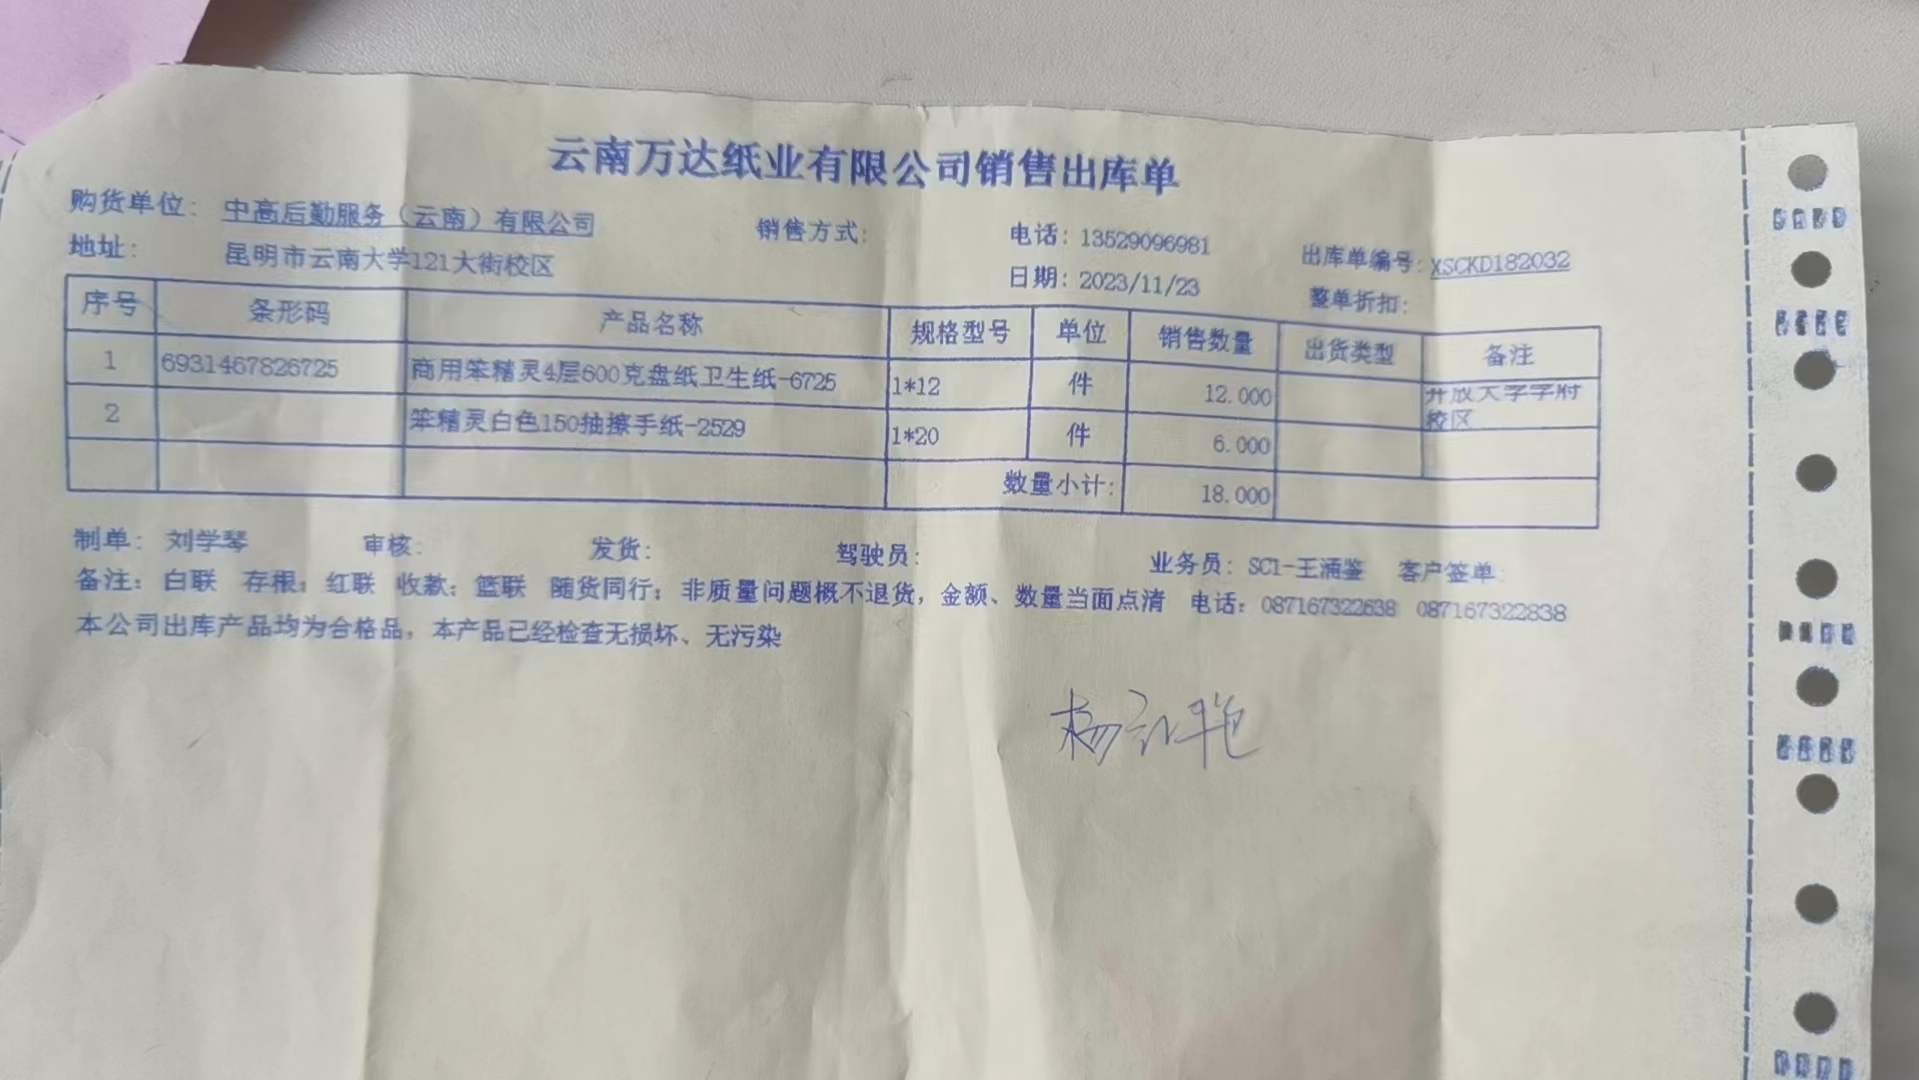 云南万达纸业有限公司销售出库单
购货单位： 中高后勤服务（云南）有限公司 销售方式： 电话：13529096981 出库单编号：XSCKD182032
地址： 昆明市云南大学121大街校区 日期：2023/11/23 整单折扣：
序号 条形码 产品名称 规格型号 单位 销售数量 出货类型 备注
1 6931467826725 商用笨精灵4层600克盘纸卫生纸-6725 1*12 件 12.000 开放大学学府
校区
2 笨精灵白色150抽擦手纸-2529 1*20 件 6.000
数量小计： 18.000
制单： 刘学琴 审核： 发货： 驾驶员： 业务员：SC1-王涌鉴 客户签单
备注：白联 存根；红联 收款；篮联 随货同行；非质量问题概不退货，金额、数量当面点清 电话：087167322638 087167322838
本公司出库产品均为合格品，本产品已经检查无损坏、无污染